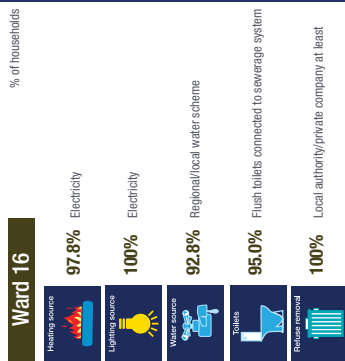 Ward 16
% of households
Heating source
97.8% Electricity
Lighting source
100% Electricity
Water source
92.8% Regional/local water scheme
Toilets
95.0% Flush toilets connected to sewerage system
Refuse removal
100% Local authority/private company at least